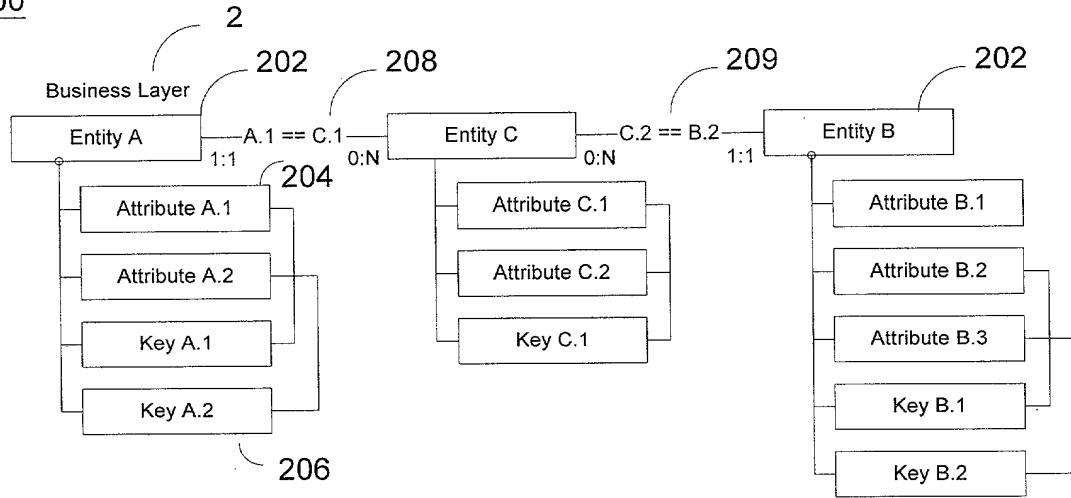 00
2
202
208
209
202
Business Layer
Entity A
A.1 == C.1
Entity C
C.2 == B.2
Entity B
1:1
0:N
0:N
1:1
204
Attribute A.1
Attribute C.1
Attribute B.1
Attribute A.2
Attribute C.2
Attribute B.2
Key A.1
Key C.1
Attribute B.3
Key A.2
Key B.1
206
Key B.2